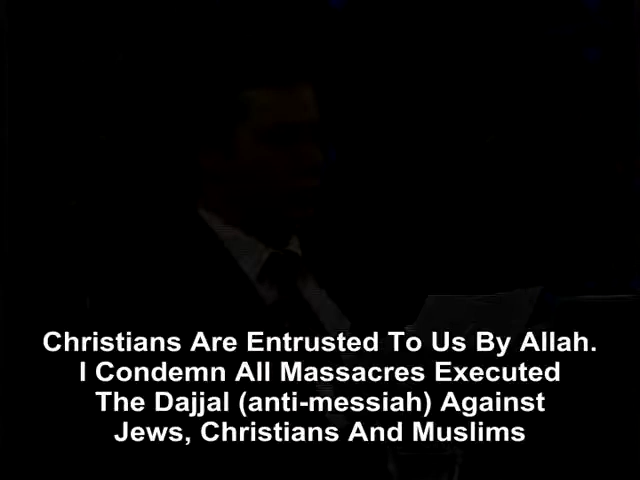 Christians Are Entrusted To Us By Allah.
I Condemn All Massacres Executed
The Dajjal (anti-messiah) Against
Jews, Christians And Muslims